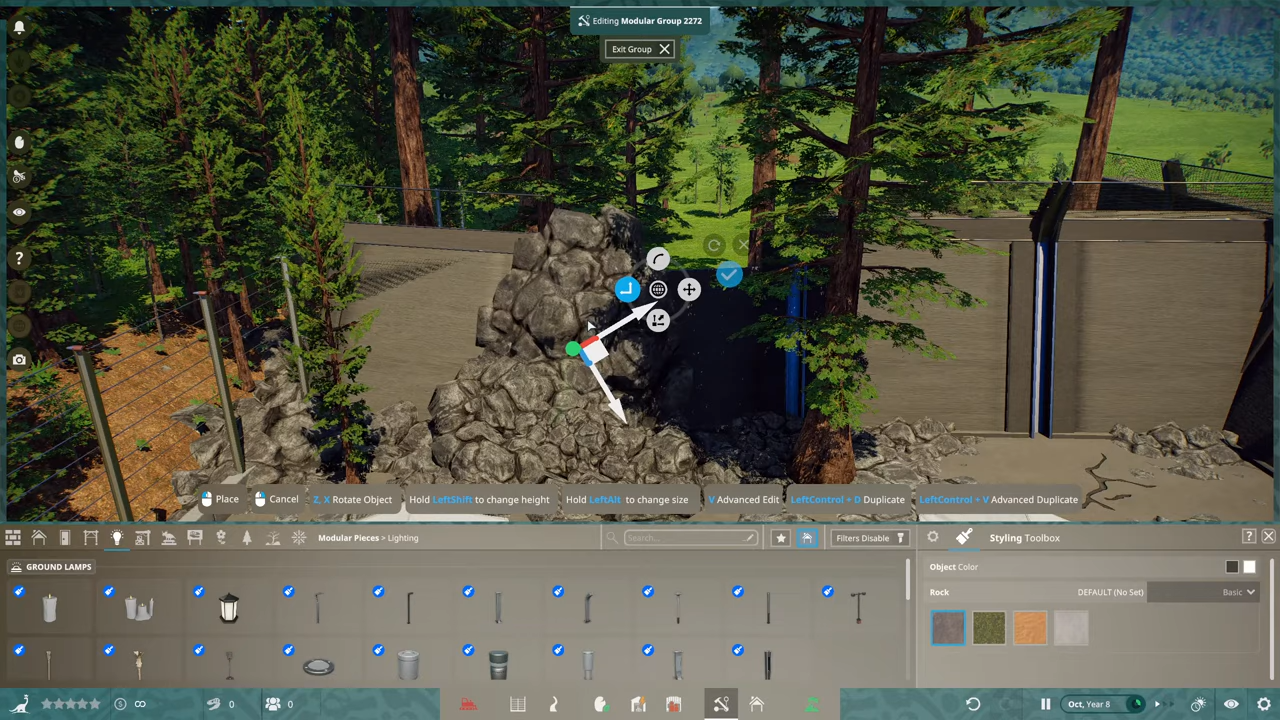 Editing Modular Group 2272
Exit Group
Place
Cancel
Z, X Rotate Object
Hold LeftShift to change height
Hold LeftAlt to change size
V Advanced Edit
LeftControl + D Duplicate
LeftControl + V Advanced Duplicate
Modular Pieces > Lighting
Search...
Filters Disable
Styling Toolbox
GROUND LAMPS
Object Color
Rock
DEFAULT (No Set)
Basic
0
0
Oct, Year 8